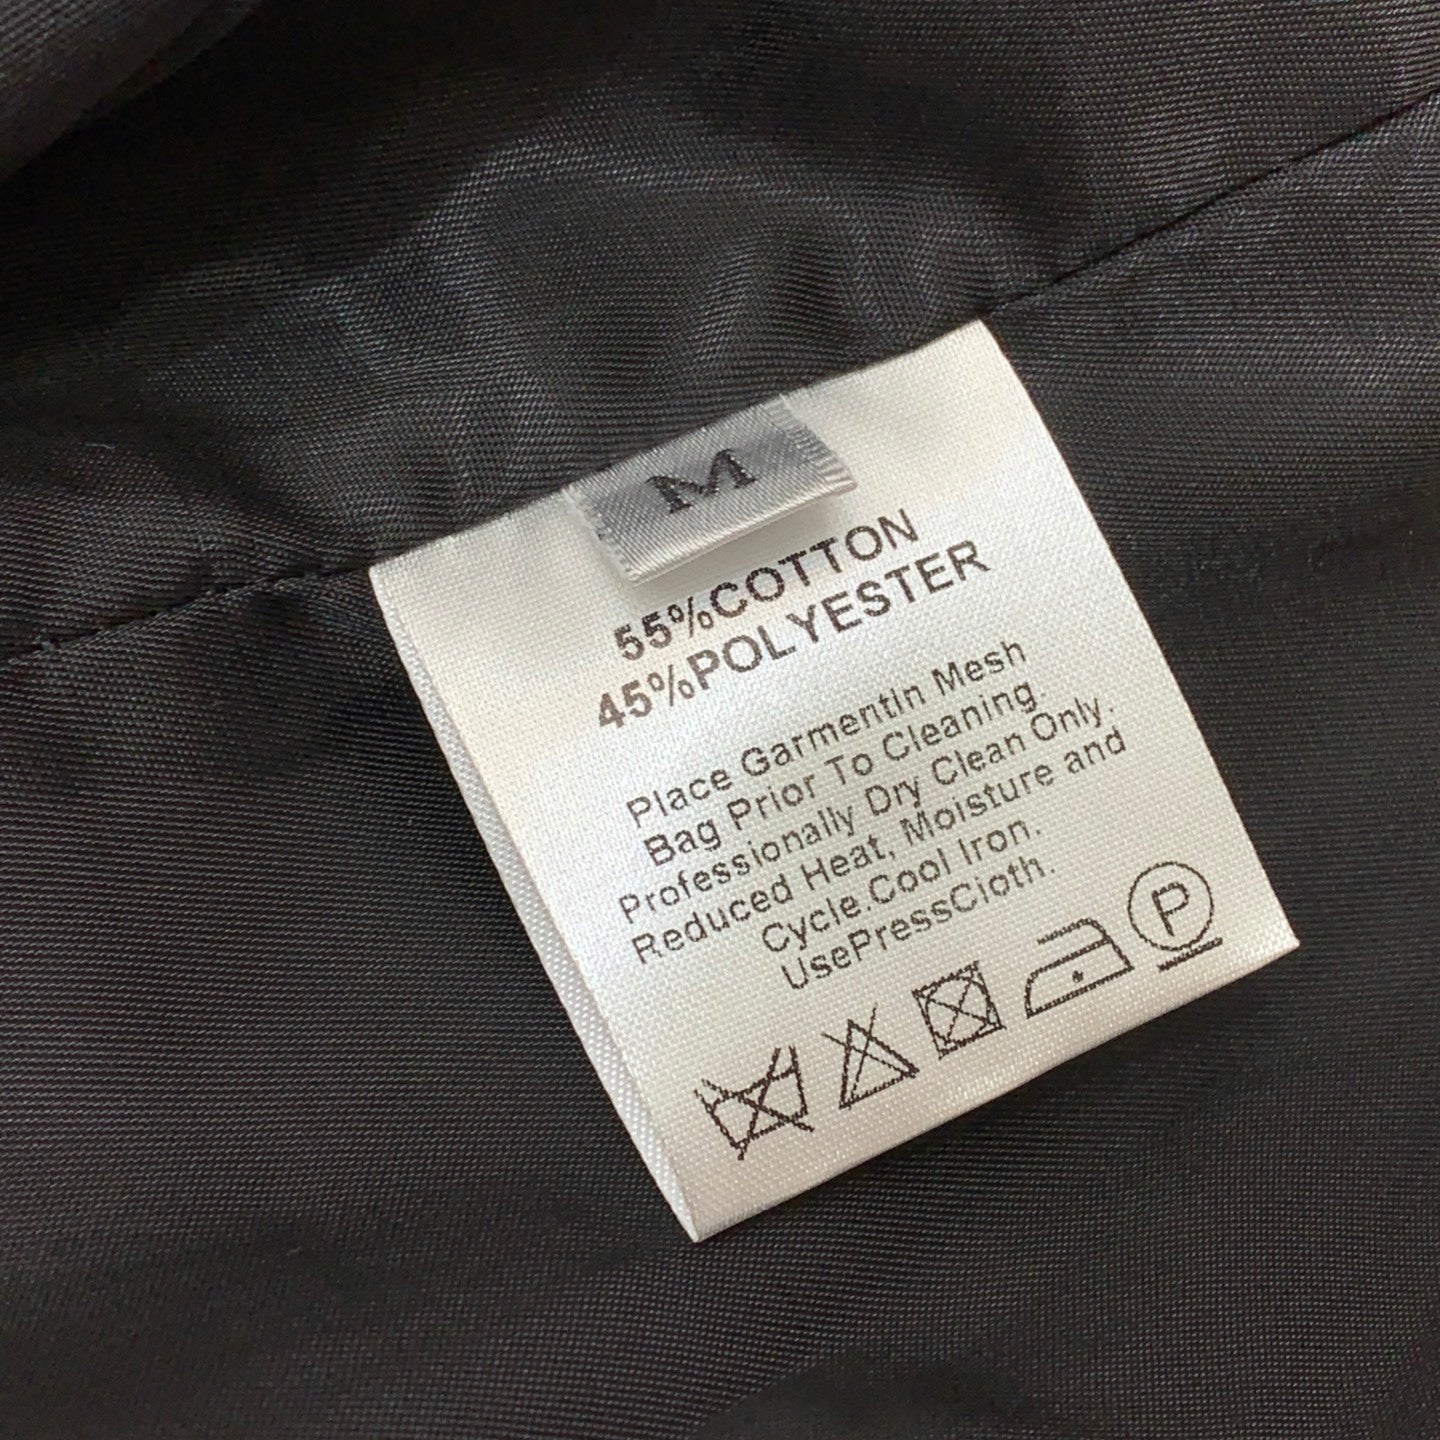 M
55%COTTON
45%POLYESTER
Place GarmentIn Mesh
Bag Prior To Cleaning.
Professionally Dry Clean Only.
Reduced Heat, Moisture and
Cycle.Cool Iron.
UsePressCloth.
P